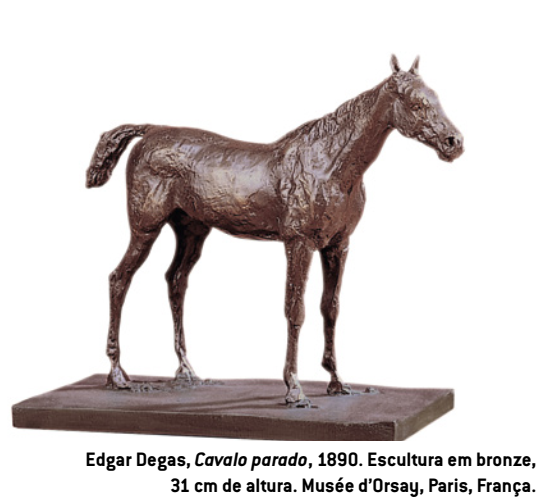 Edgar Degas, Cavalo parado, 1890. Escultura em bronze,
31 cm de altura. Musée d'Orsay, Paris, França.